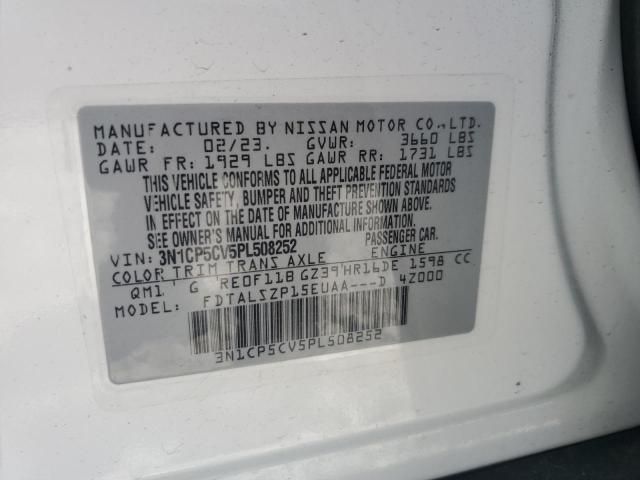 MANUFACTURED BY NISSAN MOTOR CO.,LTD.
DATE: 02/23. GVWR: 3660 LBS
GAWR FR: 1929 LBS GAWR RR: 1731 LBS
THIS VEHICLE CONFORMS TO ALL APPLICABLE FEDERAL MOTOR
VEHICLE SAFETY, BUMPER AND THEFT PREVENTION STANDARDS
IN EFFECT ON THE DATE OF MANUFACTURE SHOWN ABOVE.
SEE OWNER'S MANUAL FOR ADDITIONAL INFORMATION
VIN: 3N1CP5CV5PL508252 PASSENGER CAR.
COLOR TRIM TRANS AXLE ENGINE
QM1 G RE0F11B GZ39 HR16DE 1598 CC
MODEL: FDTALSZP15EUAA---D 4Z000
3N1CP5CV5PL508252